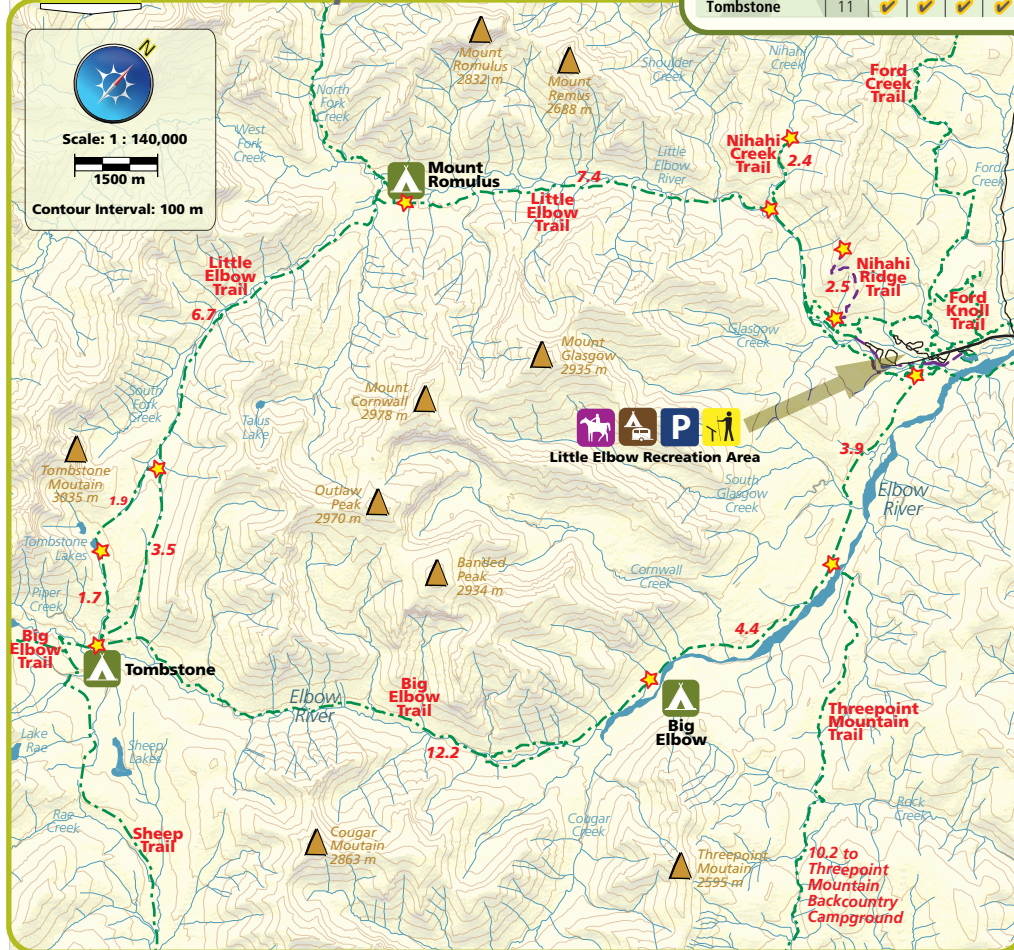 Tombstone 11
N
Scale: 1 : 140,000
1500 m
Contour Interval: 100 m
Mount
Romulus
2832 m
Mount
Remus
2688 m
Shoulder
Creek
Nihahi
Creek
Ford
Creek
Trail
North
Fork
Creek
West
Fork
Creek
Mount
Romulus
7.4
Little
Elbow
Trail
Little
Elbow
River
Nihahi
Creek
Trail
2.4
Ford
Creek
Little
Elbow
Trail
6.7
Nihahi
Ridge
Trail
2.5
Ford
Knoll
Trail
Glasgow
Creek
Mount
Glasgow
2935 m
Mount
Cornwall
2978 m
South
Fork
Creek
Talus
Lake
P
Little Elbow Recreation Area
3.9
Tombstone
Moutain
3035 m
1.9
Outlaw
Peak
2970 m
South
Glasgow
Creek
Elbow
River
Tombstone
Lakes
3.5
Banded
Peak
2934 m
Cornwall
Creek
Piper
Creek
1.7
Big
Elbow
Trail
Tombstone
4.4
Elbow
River
Big
Elbow
Trail
Big
Elbow
12.2
Threepoint
Mountain
Trail
Lake
Rae
Sheep
Lakes
Rae
Creek
Sheep
Trail
Cougar
Moutain
2863 m
Cougar
Creek
Threepoint
Moutain
2595 m
Rock
Creek
10.2 to
Threepoint
Mountain
Backcountry
Campground